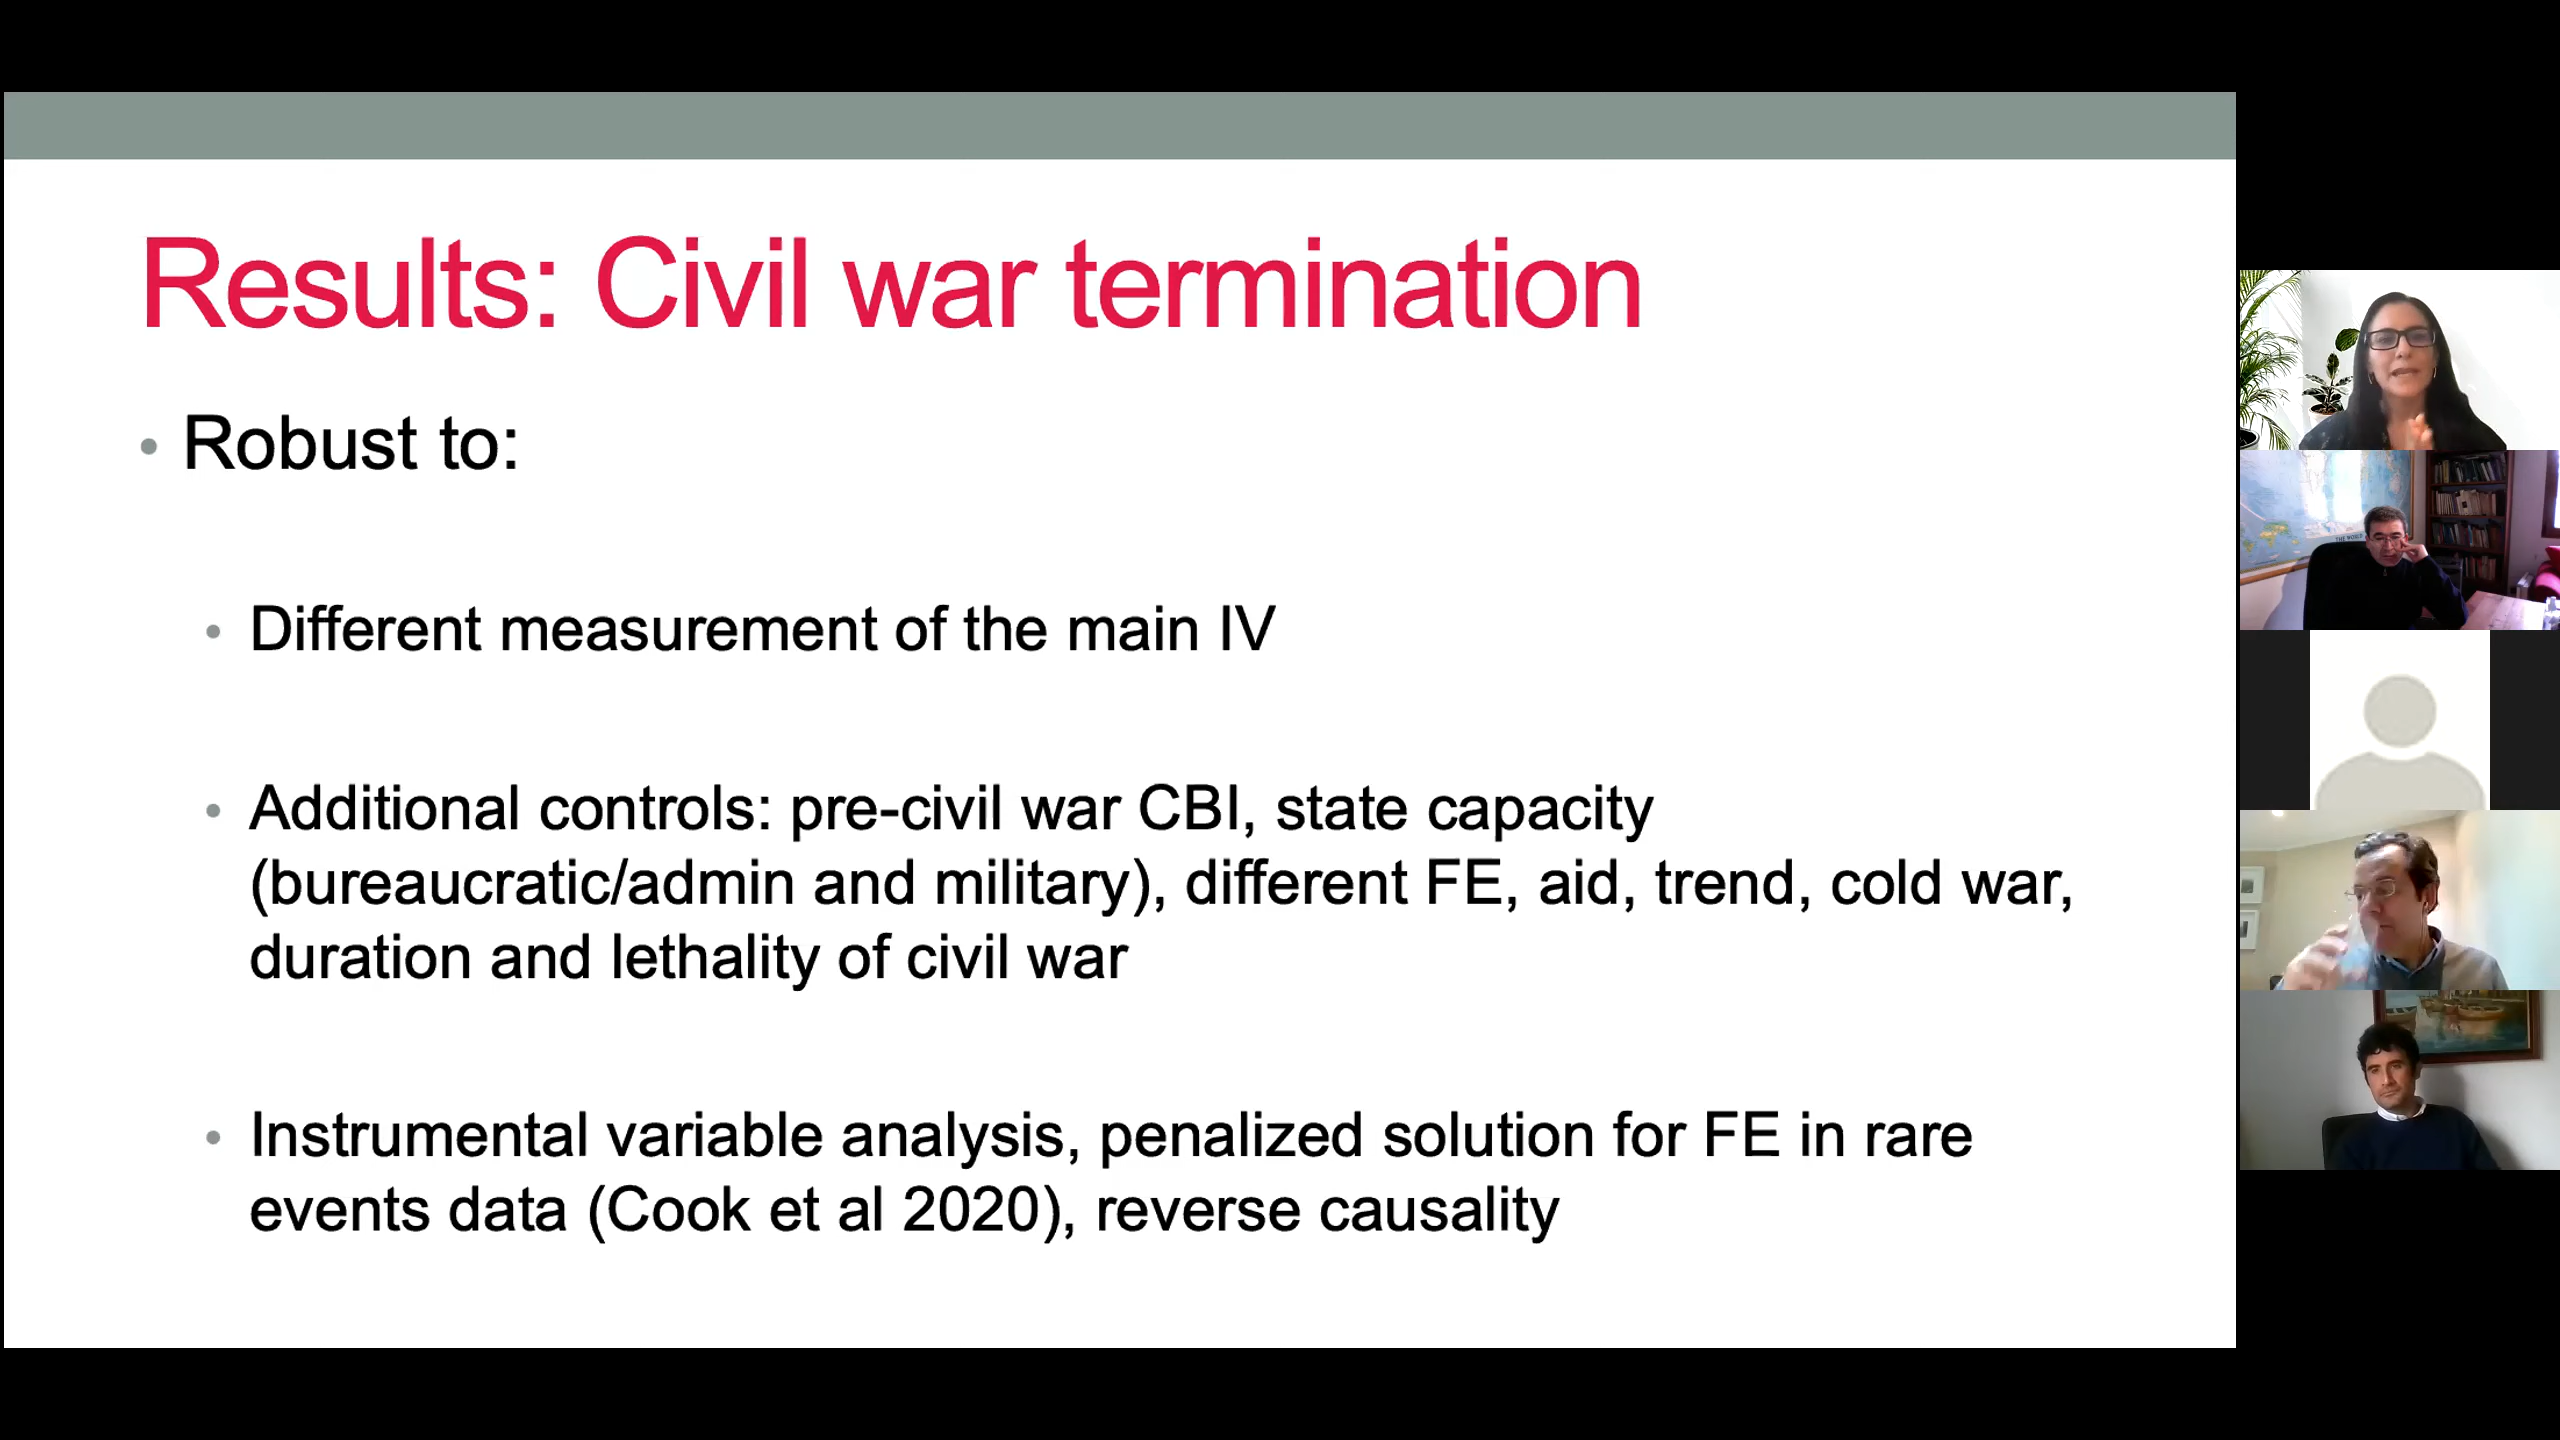 Results: Civil war termination
• Robust to:
• Different measurement of the main IV
• Additional controls: pre-civil war CBI, state capacity
(bureaucratic/admin and military), different FE, aid, trend, cold war,
duration and lethality of civil war
• Instrumental variable analysis, penalized solution for FE in rare
events data (Cook et al 2020), reverse causality
THE WORLD